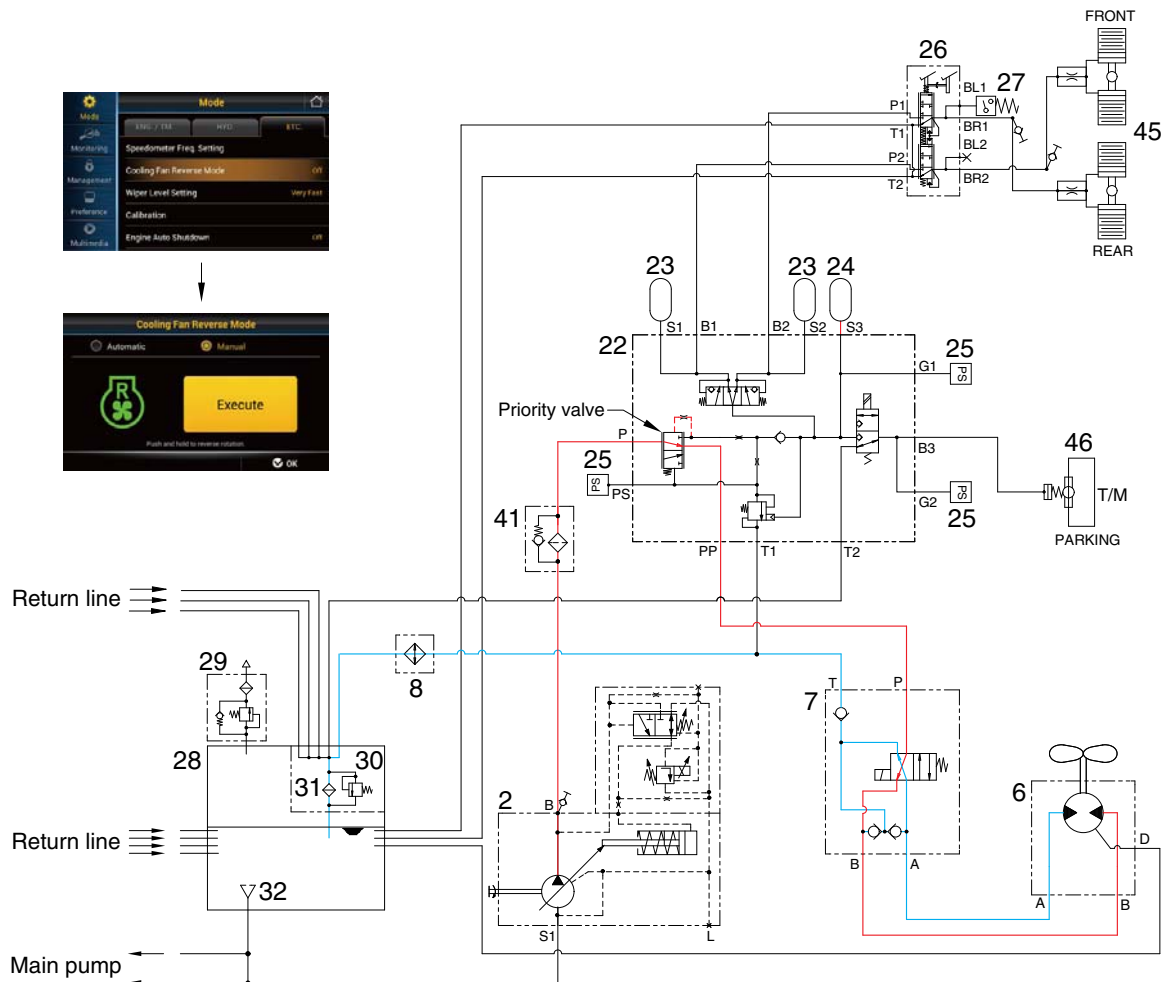 Mode
Mode
ENG. / TM
HYD.
ETC.
Monitoring
Management
Preference
Multimedia
Speedometer Freq. Setting
Cooling Fan Reverse Mode
Off
Wiper Level Setting
Very Fast
Calibration
Engine Auto Shutdown
Off
Cooling Fan Reverse Mode
Automatic
Manual
R
Execute
Push and hold to reverse rotation.
OK
FRONT
26
BL1
27
P1
T1
BR1
BL2
P2
T2
BR2
45
REAR
23
23
24
S1
B1
B2
S2
S3
22
G1
25
PS
Priority valve
P
B3
46
T/M
PARKING
25
PS
PS
G2
25
PS
41
PP
T1
T2
Return line
29
8
28
30
31
T
P
7
2
B
6
D
Return line
32
B
A
A
B
S1
L
Main pump